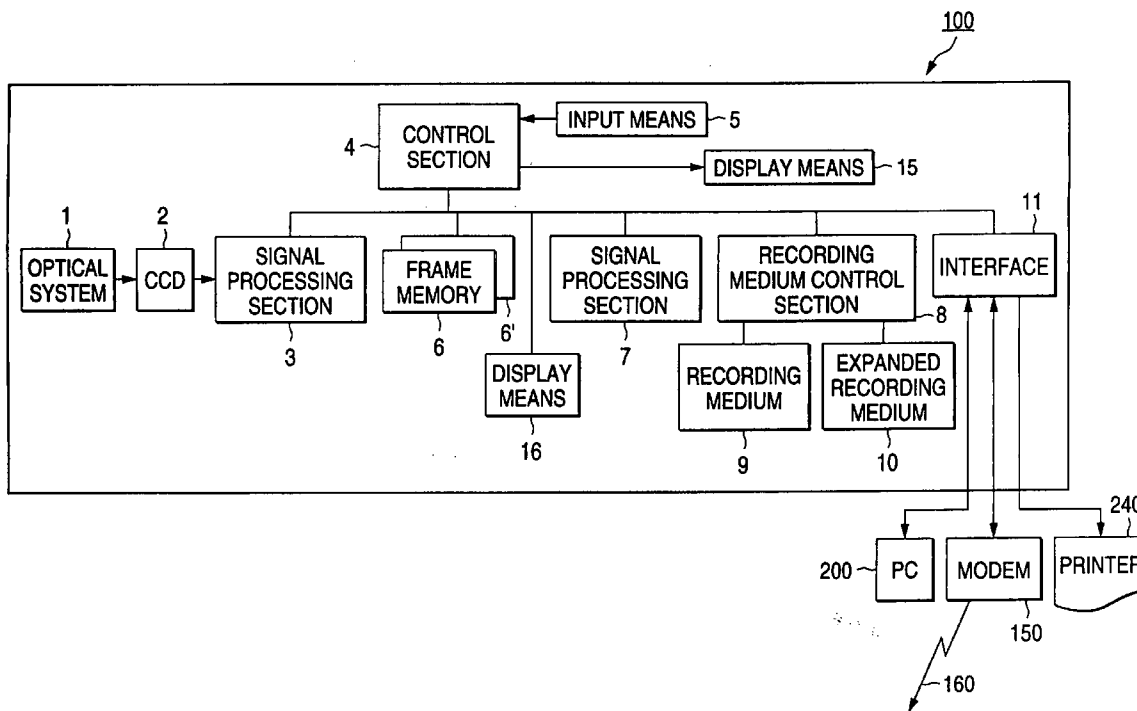 100
CONTROL
SECTION
4
INPUT MEANS
5
DISPLAY MEANS
15
1
2
11
OPTICAL
SYSTEM
CCD
SIGNAL
PROCESSING
SECTION
3
FRAME
MEMORY
6
6'
SIGNAL
PROCESSING
SECTION
7
RECORDING
MEDIUM CONTROL
SECTION
8
INTERFACE
DISPLAY
MEANS
16
RECORDING
MEDIUM
9
EXPANDED
RECORDING
MEDIUM
10
200
PC
MODEM
150
240
PRINTER
160